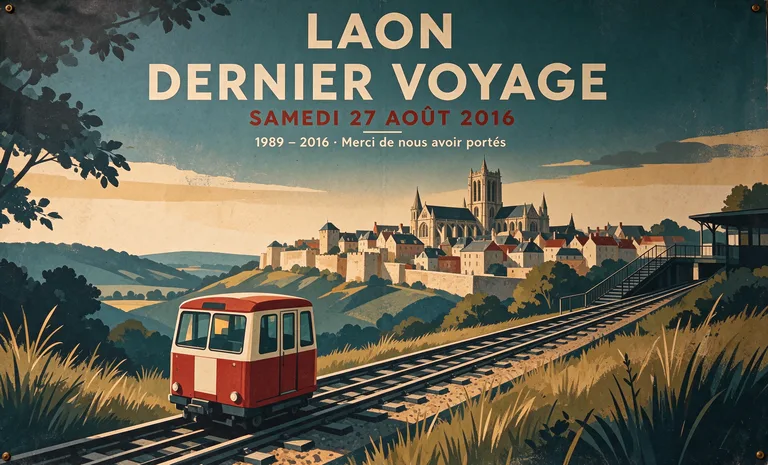 LAON
DERNIER VOYAGE
SAMEDI 27 AOÛT 2016
1989 – 2016 · Merci de nous avoir portés